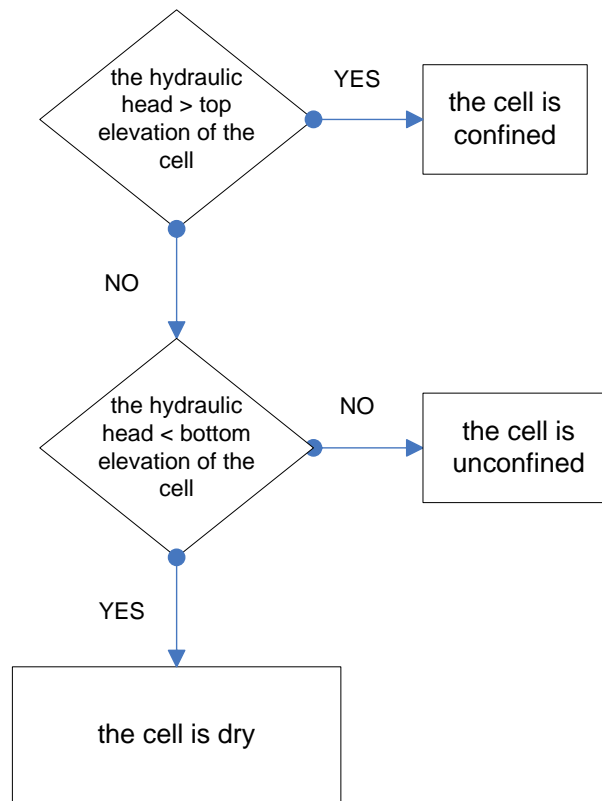 the hydraulic
head > top
elevation of the
cell
YES
the cell is
confined
NO
the hydraulic
head < bottom
elevation of the
cell
NO
the cell is
unconfined
YES
the cell is dry